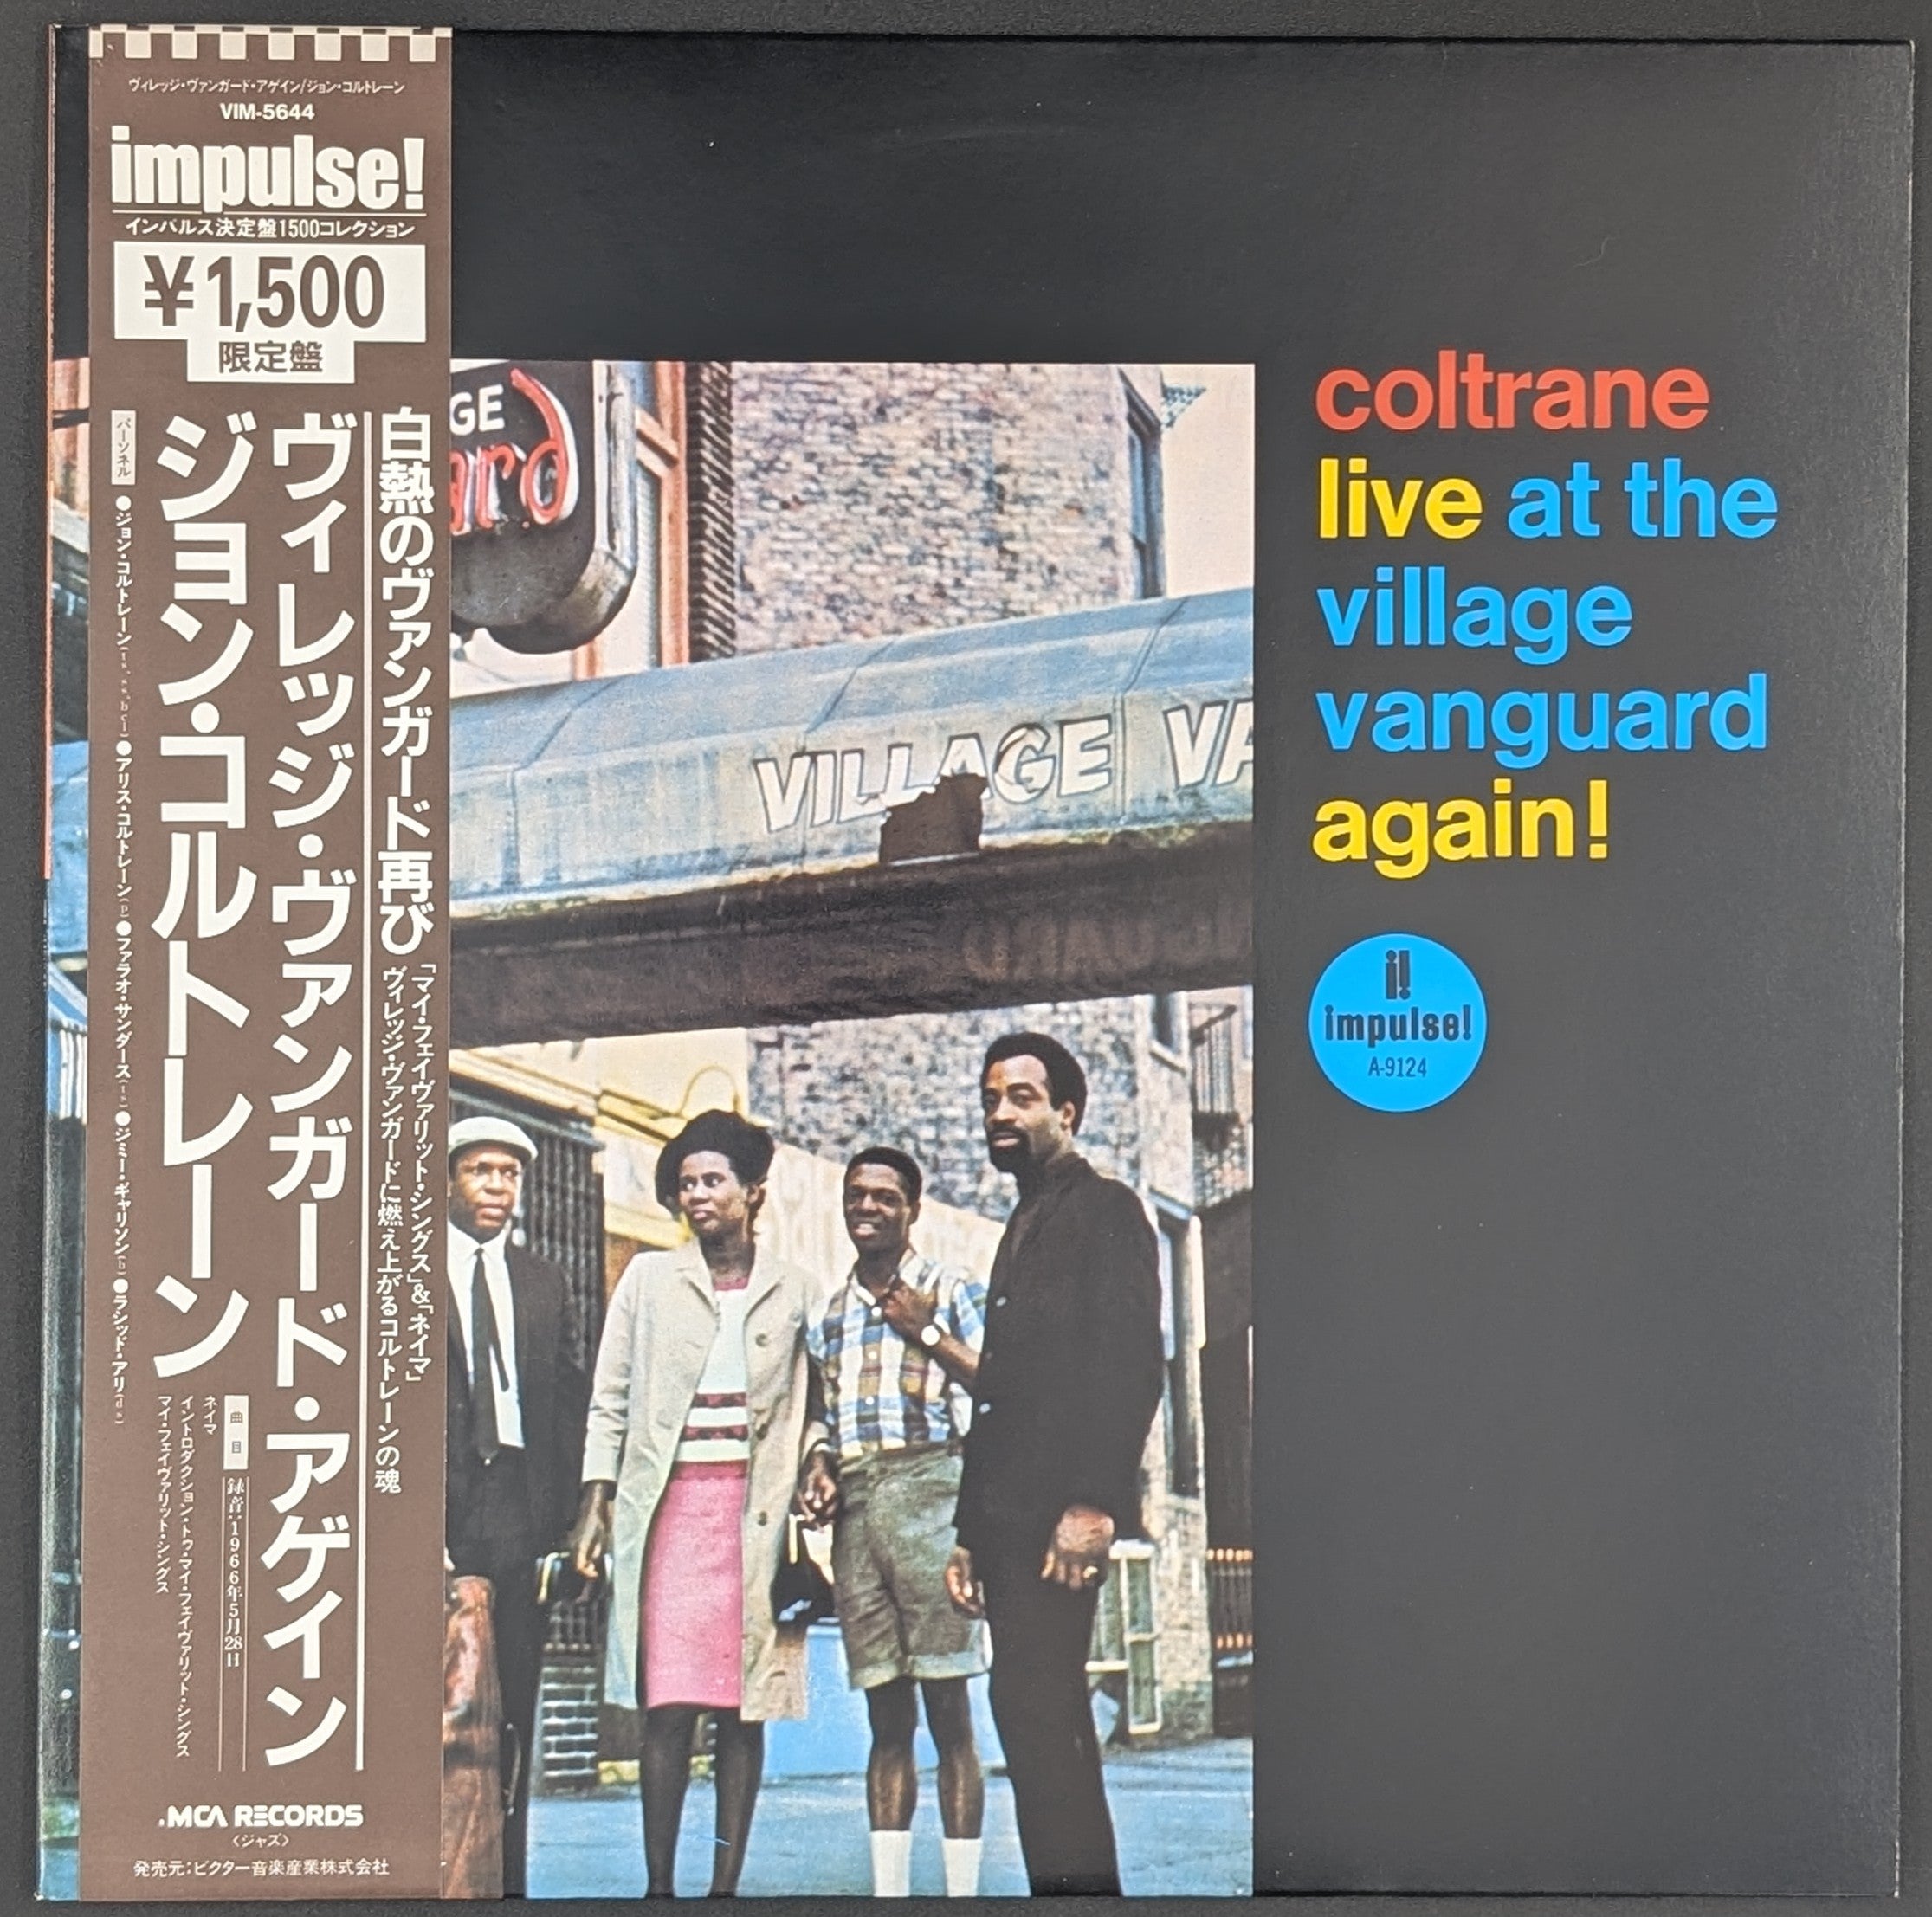 ヴィレッジ・ヴァンガード・アゲイン/ジョン・コルトレーン
VIM-5644
impulse!
インパルス決定盤1500コレクション
¥1,500
限定盤
白熱のヴァンガード再び
「マイ・フェイヴァリット・シングス」&「ネイマ」
ヴィレッジ・ヴァンガードに燃え上がるコルトレーンの魂
ヴィレッジ・ヴァンガード・アゲイン
ジョン・コルトレーン
パーソネル
●ジョン・コルトレーン(ts, ss, bcl)●アリス・コルトレーン(p)●ファラオ・サンダース(ts)●ジミー・ギャリソン(b)●ラシッド・アリ(ds)
曲目
録音:1966年5月28日
ネイマ
イントロダクション・トゥ・マイ・フェイヴァリット・シングス
マイ・フェイヴァリット・シングス
MCA RECORDS
〈ジャズ〉
発売元:ビクター音楽産業株式会社
GE
ard
VILLAGE VA
coltrane
live at the
village
vanguard
again!
i!
impulse!
A-9124